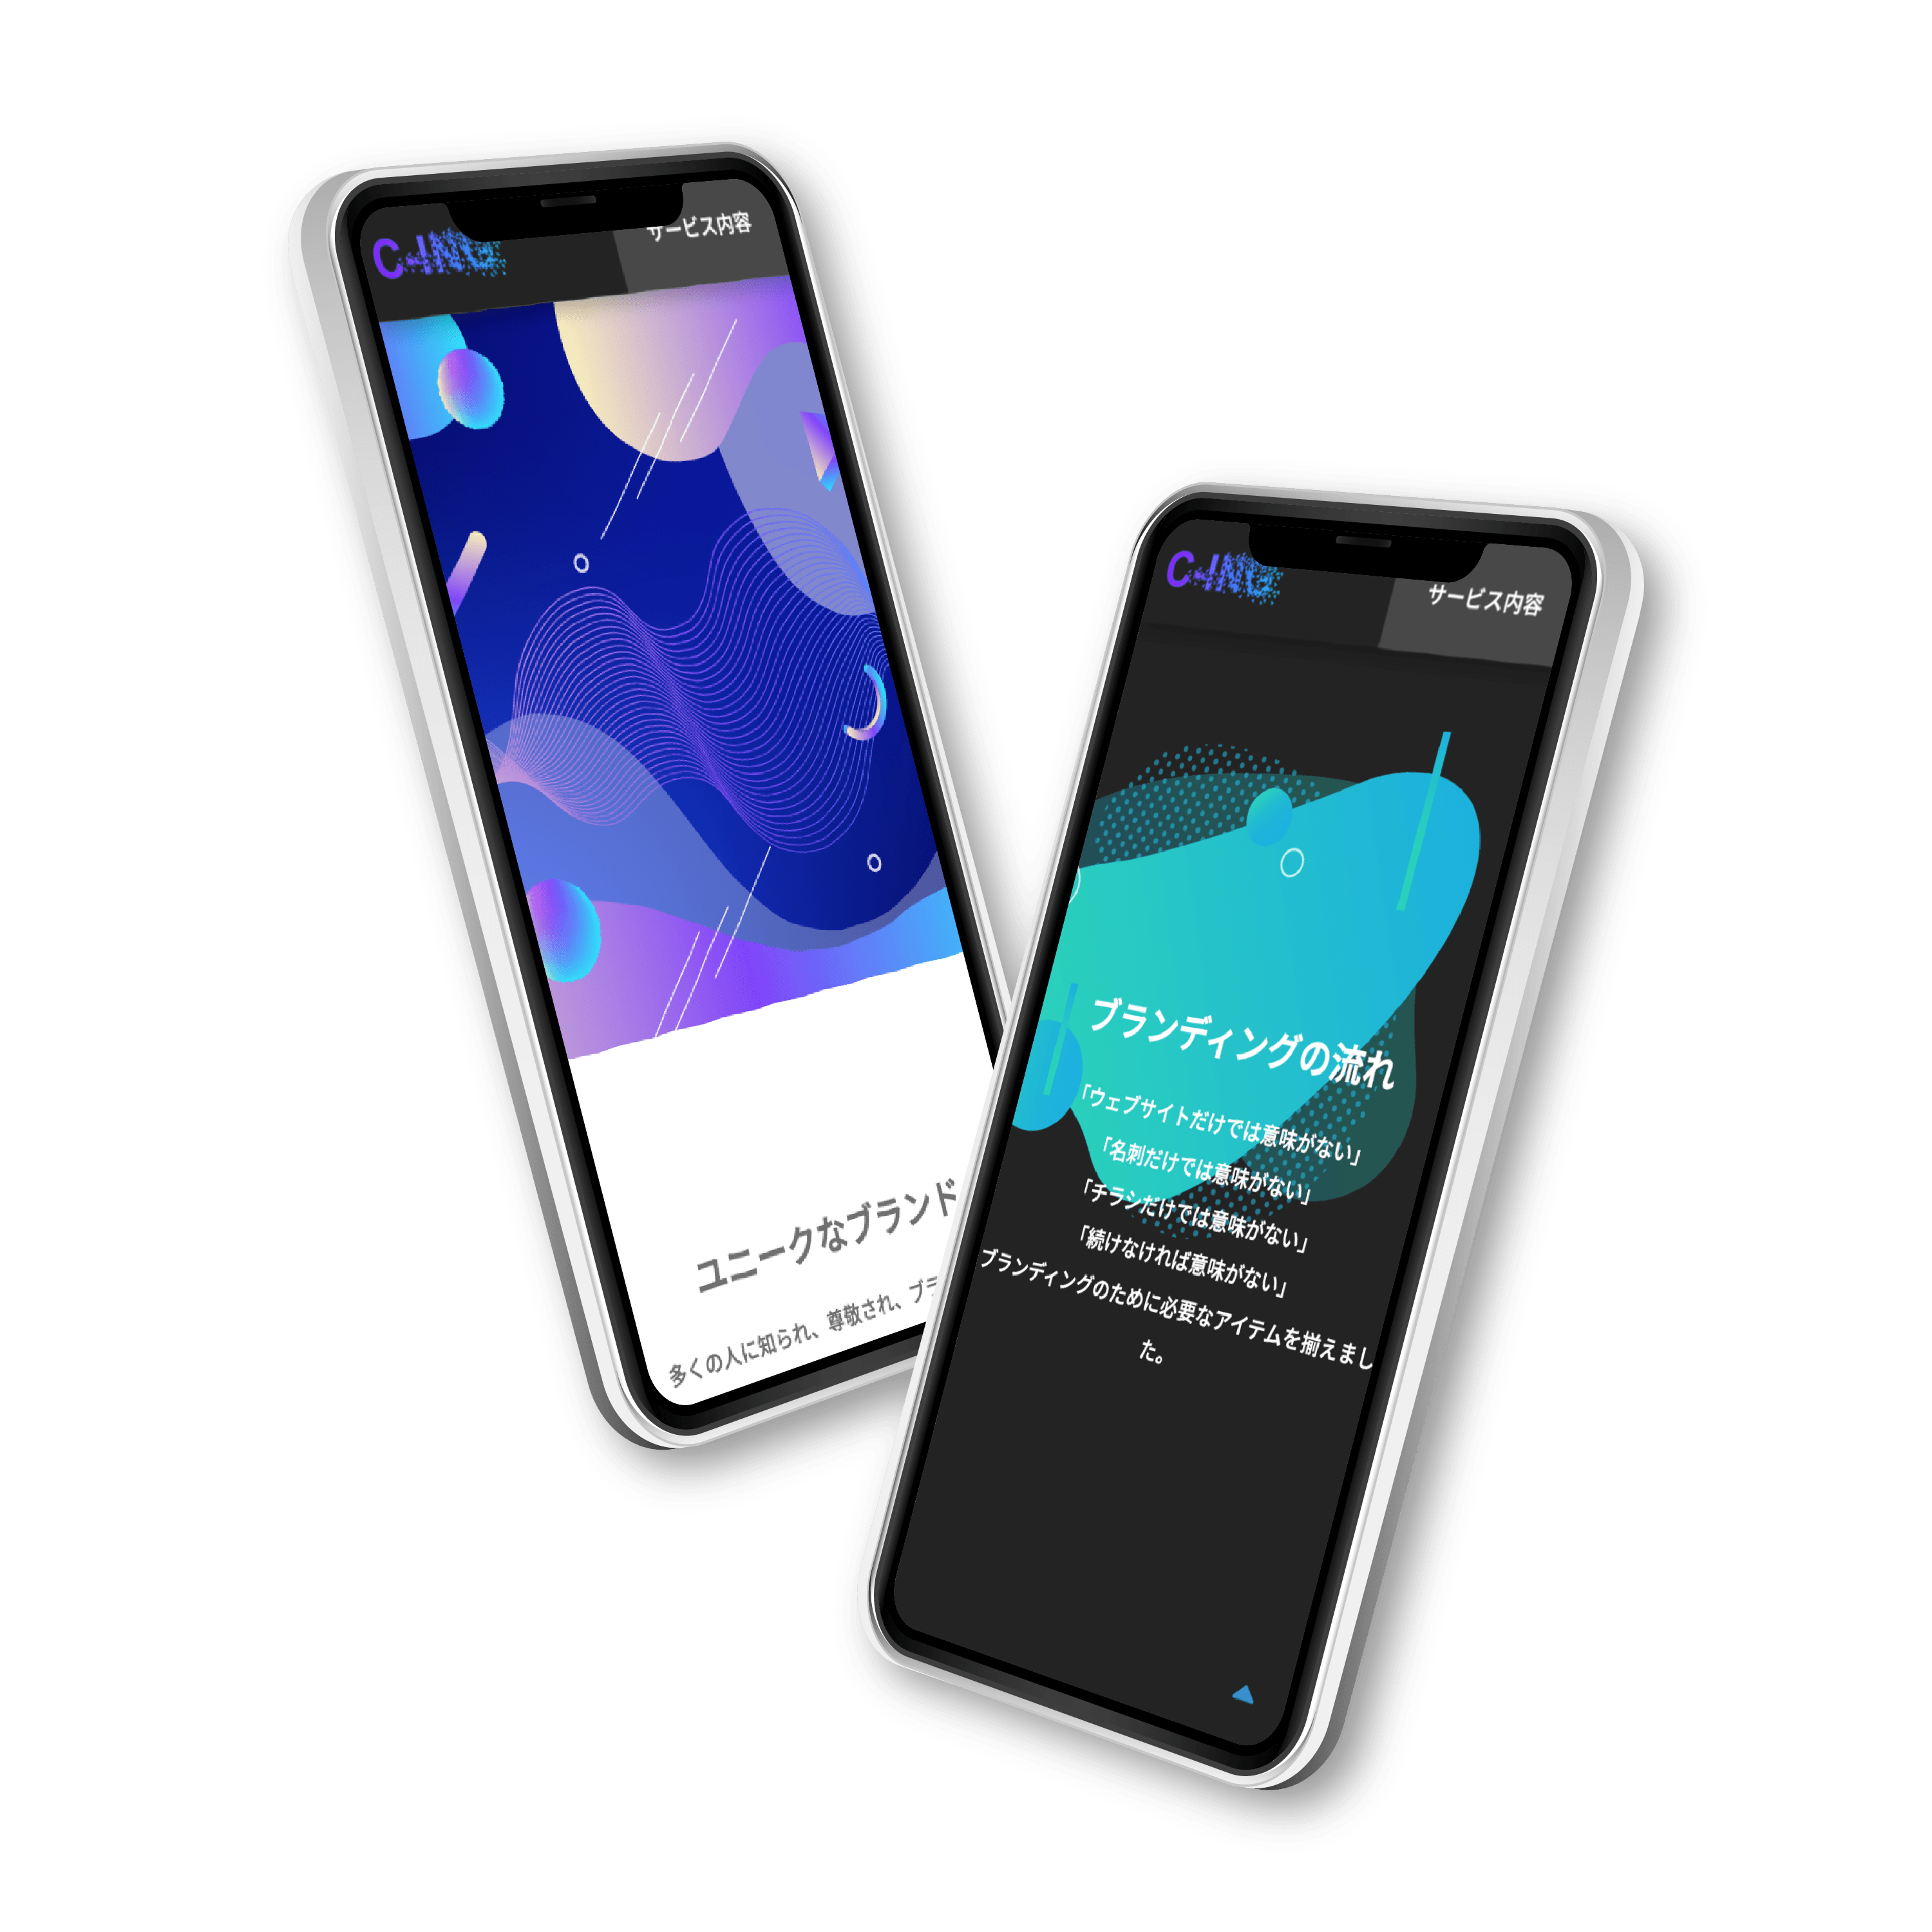 C-ING
サービス内容
ユニークなブランド
多くの人に知られ、尊敬され、ブラ
C-ING
サービス内容
ブランディングの流れ
「ウェブサイトだけでは意味がない」
「名刺だけでは意味がない」
「チラシだけでは意味がない」
「続けなければ意味がない」
ブランディングのために必要なアイテムを揃えまし
た。